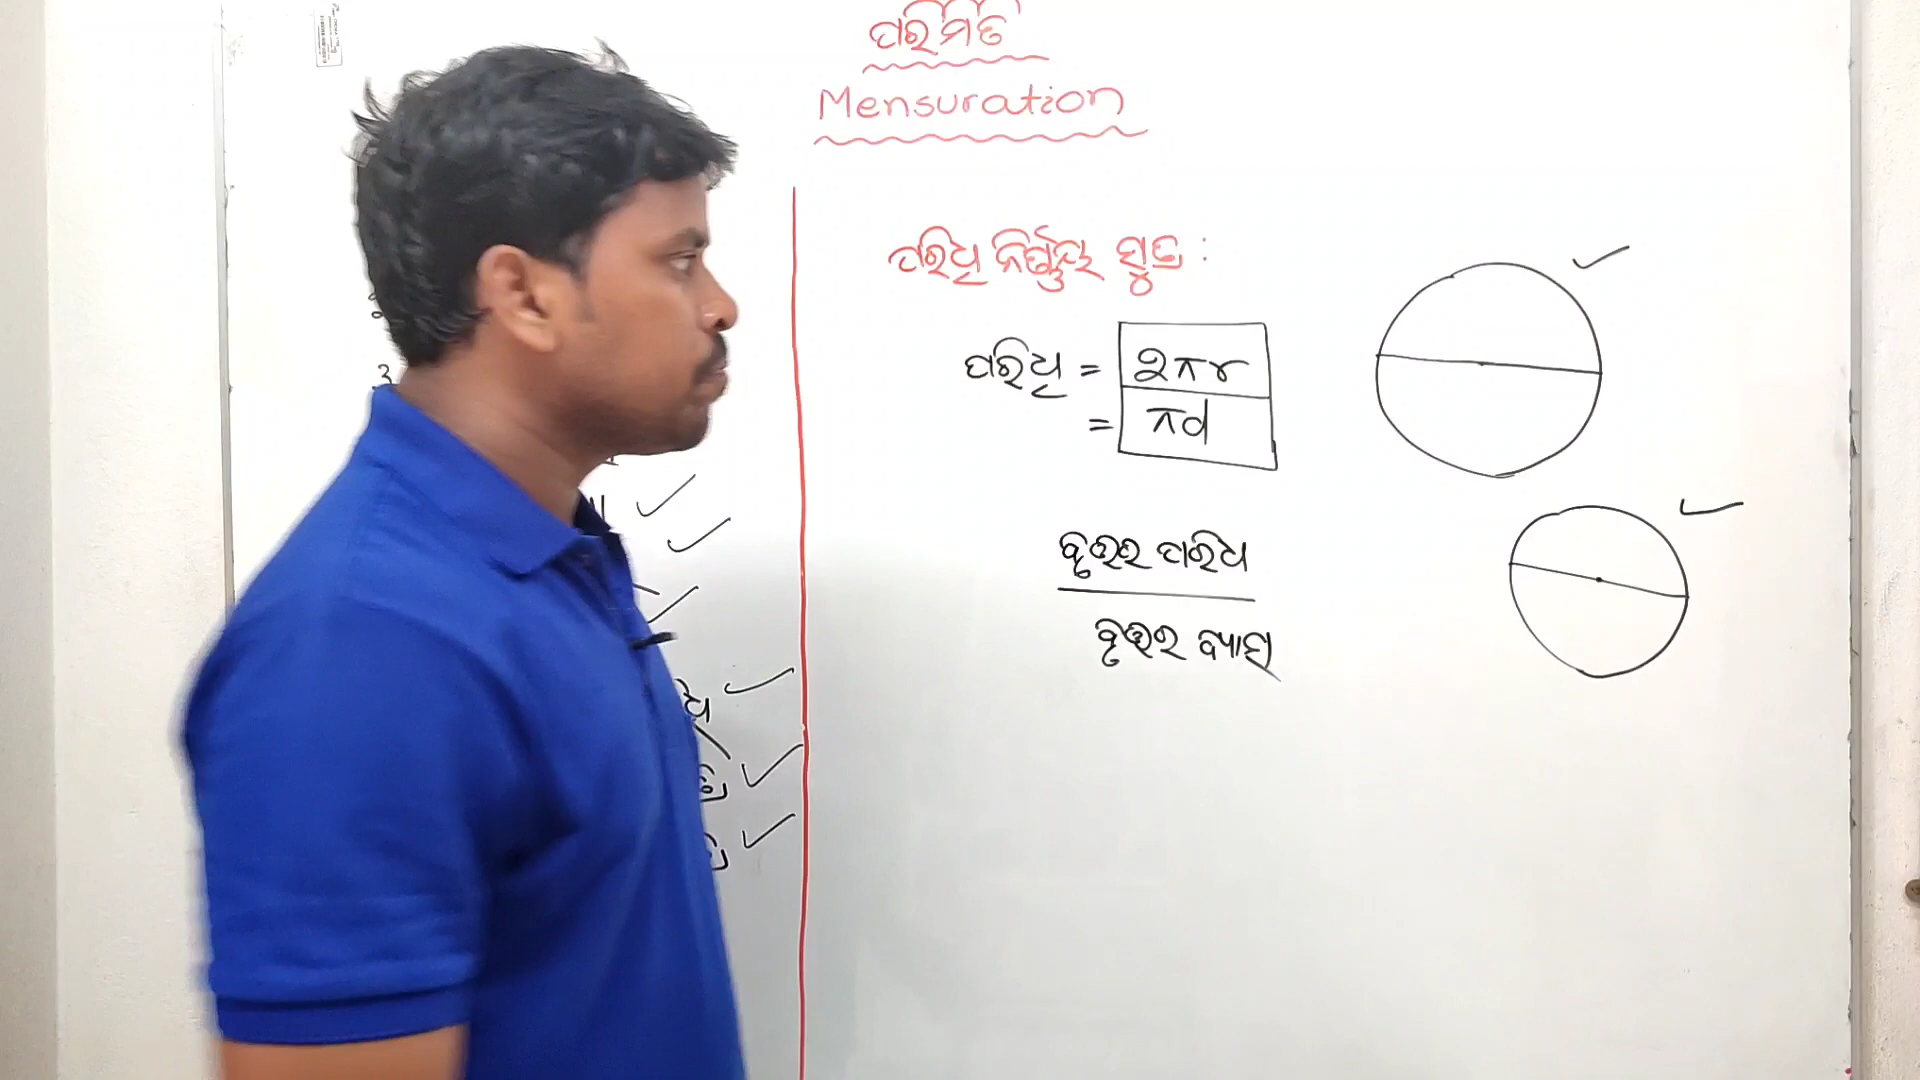 ପରିମିତି
Mensuration
ପରିଧି ନିର୍ଣ୍ଣୟ ସୂତ୍ର :
ପରିଧି = ୨πr
= πd
ବୃତ୍ତର ପରିଧି
ବୃତ୍ତର ବ୍ୟାସ